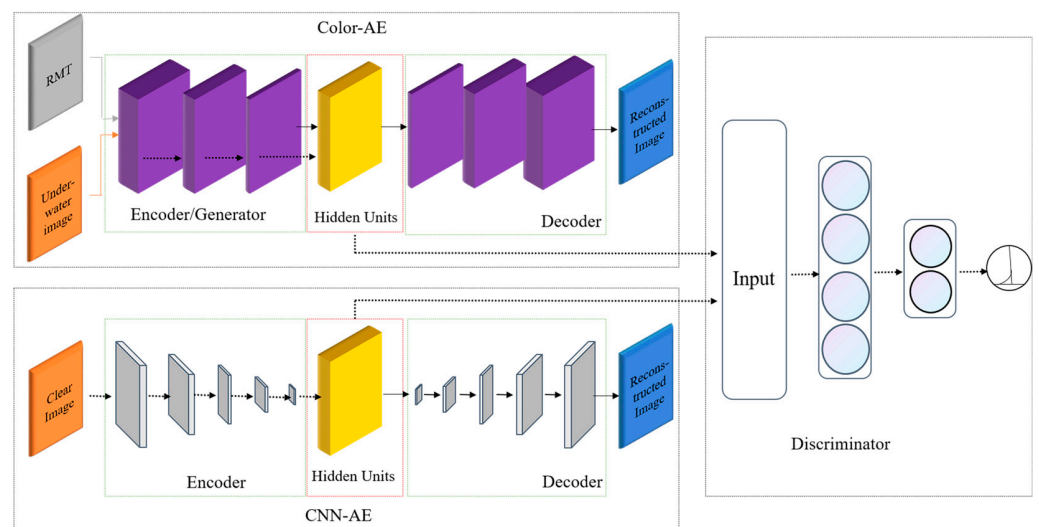 Color-AE
RMT
Under-
water
image
Encoder/Generator
Hidden Units
Decoder
Recons-
tructed
Image
Clear
Image
Encoder
Hidden Units
Decoder
Recons-
tructed
Image
CNN-AE
Input
Discriminator